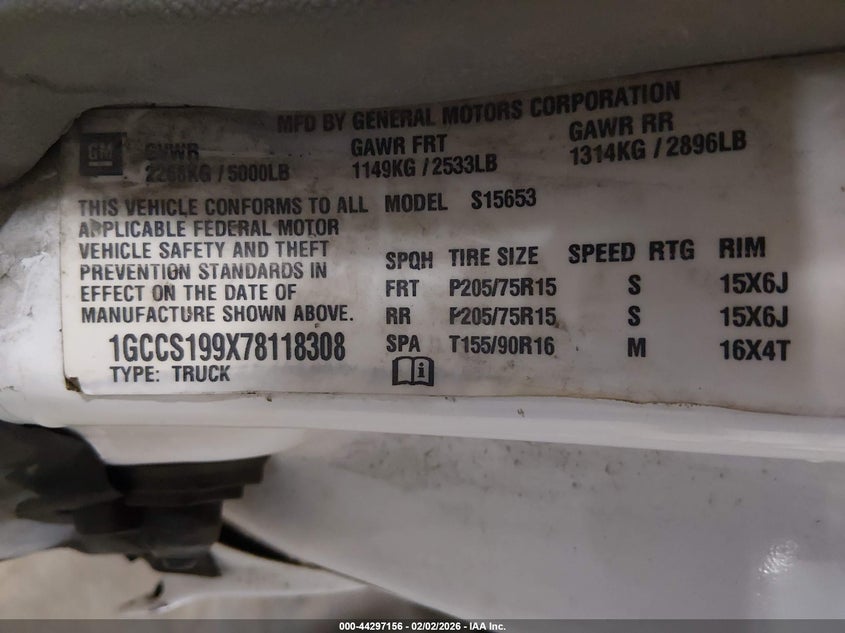 MFD BY GENERAL MOTORS CORPORATION
GM
GVWR GAWR FRT GAWR RR
2268KG / 5000LB 1149KG / 2533LB 1314KG / 2896LB
THIS VEHICLE CONFORMS TO ALL
APPLICABLE FEDERAL MOTOR
VEHICLE SAFETY AND THEFT
PREVENTION STANDARDS IN
EFFECT ON THE DATE OF
MANUFACTURE SHOWN ABOVE.
1GCCS199X78118308
TYPE: TRUCK
MODEL S15653
SPQH TIRE SIZE SPEED RTG RIM
FRT P205/75R15 S 15X6J
RR P205/75R15 S 15X6J
SPA T155/90R16 M 16X4T
000-44297156 - 02/02/2026 - IAA Inc.